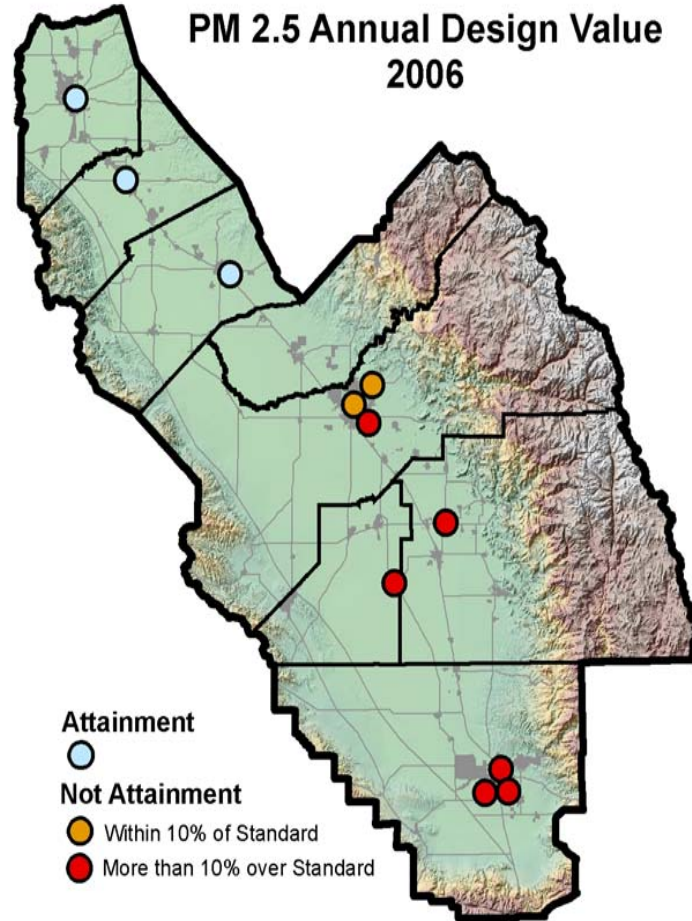 PM 2.5 Annual Design Value
2006
Attainment
Not Attainment
Within 10% of Standard
More than 10% over Standard